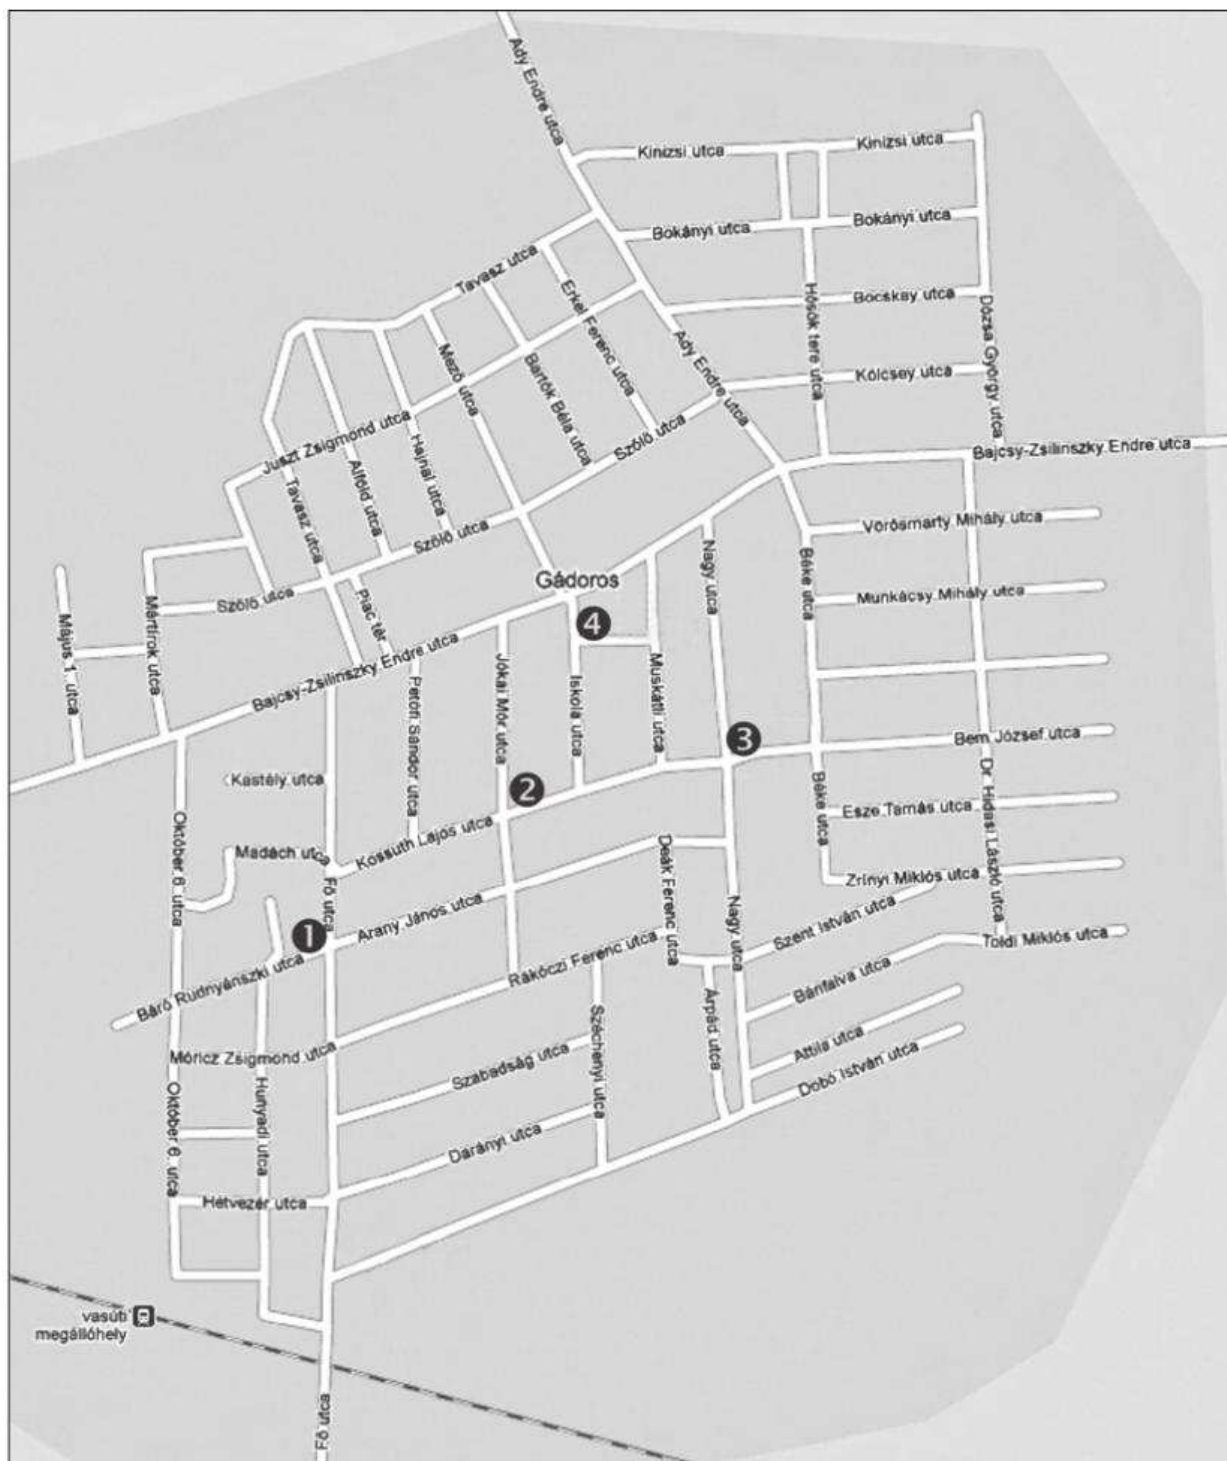 Ady Endre utca
Kinizsi utca
Kinizsi utca
Bokányi utca
Bokányi utca
Tavasz utca
Erkel Ferenc utca
Hősök tere utca
Bocskay utca
Dózsa György utca
Mező utca
Bartók Béla utca
Ady Endre utca
Kölcsey utca
Juszt Zsigmond utca
Hajnal utca
Alföld utca
Szőlő utca
Bajcsy-Zsilinszky Endre utca
Tavasz utca
Szőlő utca
Vörösmarty Mihály utca
Nagy utca
Béke utca
Gádoros
Május 1. utca
Mártírok utca
Szőlő utca
Piac tér
Munkácsy Mihály utca
4
Bajcsy-Zsilinszky Endre utca
Petőfi Sándor utca
Jókai Mór utca
Iskola utca
Muskátli utca
3
Bem József utca
Kastély utca
2
Béke utca
Esze Tamás utca
Dr. Hidasi László utca
Október 6. utca
Madách utca
Kossuth Lajos utca
Deák Ferenc utca
Zrínyi Miklós utca
Fő utca
1
Arany János utca
Nagy utca
Szent István utca
Toldi Miklós utca
Báró Rudnyánszki utca
Rákóczi Ferenc utca
Bánfalva utca
Móricz Zsigmond utca
Széchenyi utca
Árpád utca
Attila utca
Szabadság utca
Dobó István utca
Október 6. utca
Hunyadi utca
Darányi utca
Hétvezér utca
vasúti
megállóhely
Fő utca